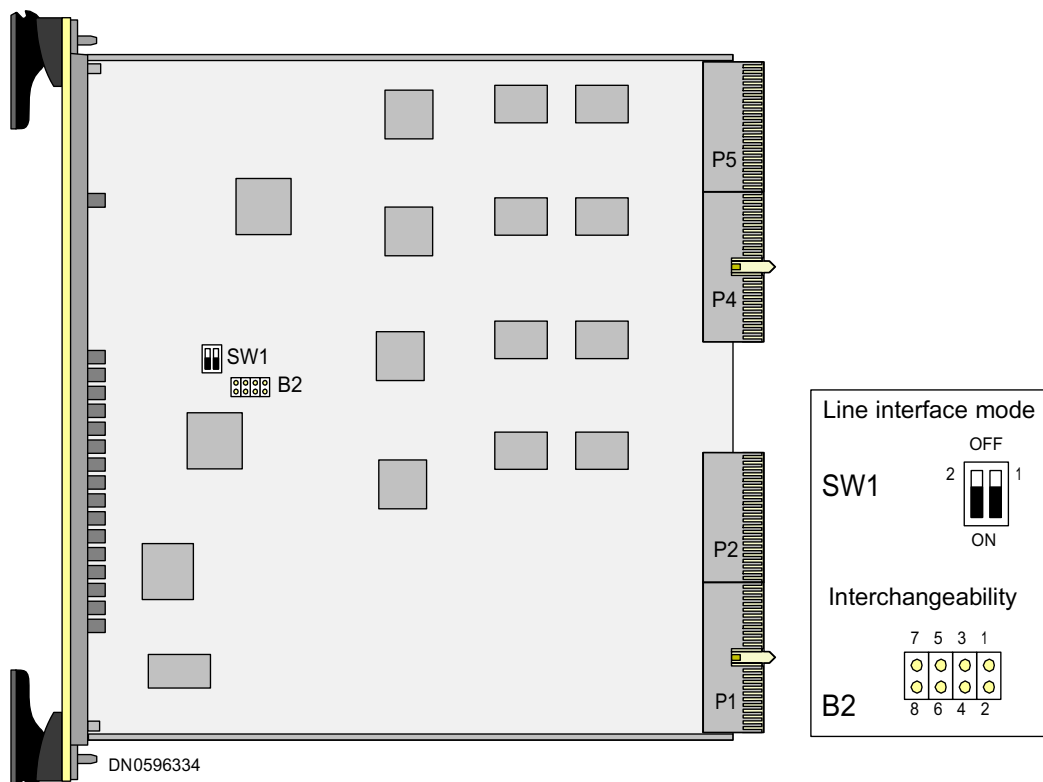 P5
P4
SW1
B2
P2
P1
DN0596334
Line interface mode
OFF
SW1
2 1
ON
Interchangeability
7 5 3 1
B2
8 6 4 2